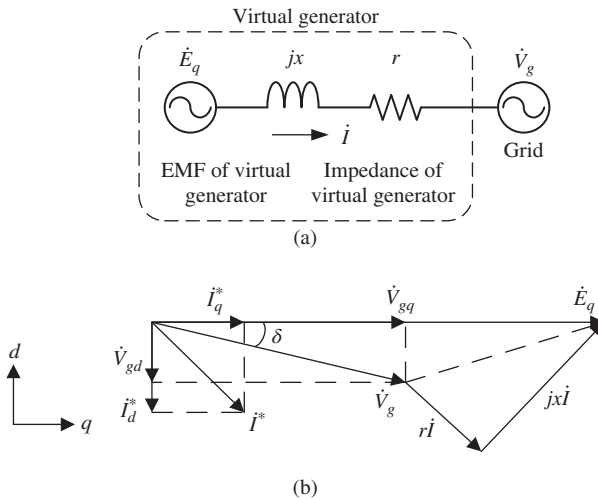 Virtual generator
Ė_q jx r V̇_g
İ
Grid
EMF of virtual generator
Impedance of virtual generator
(a)
İ*_q V̇_gq Ė_q
δ
d
V̇_gd
İ*_d İ* V̇_g rİ jxİ
q
(b)